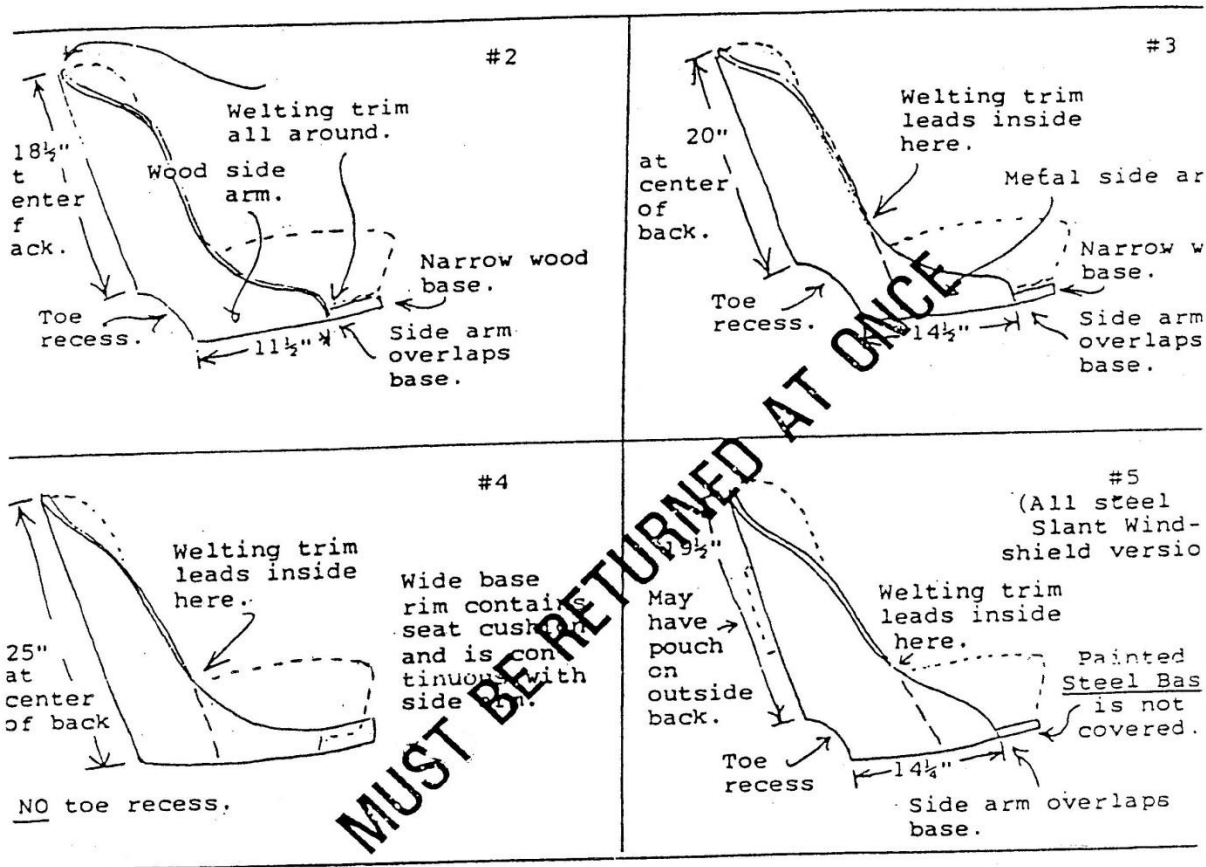 #2
Welting trim
all around.
Wood side
arm.
18½"
t
enter
f
ack.
Narrow wood
base.
Toe
recess.
11½"
Side arm
overlaps
base.
#3
Welting trim
leads inside
here.
20"
at
center
of
back.
Metal side ar
Narrow w
base.
Toe
recess.
14½"
Side arm
overlaps
base.
#4
Welting trim
leads inside
here.
Wide base
rim contains
seat cushion
and is con-
tinuous with
side arm.
25"
at
center
of back
NO toe recess.
#5
(All steel
Slant Wind-
shield versio
19½"
May
have
pouch
on
outside
back.
Welting trim
leads inside
here.
Painted
Steel Bas
is not
covered.
Toe
recess
14¼"
Side arm overlaps
base.
MUST BE RETURNED AT ONCE